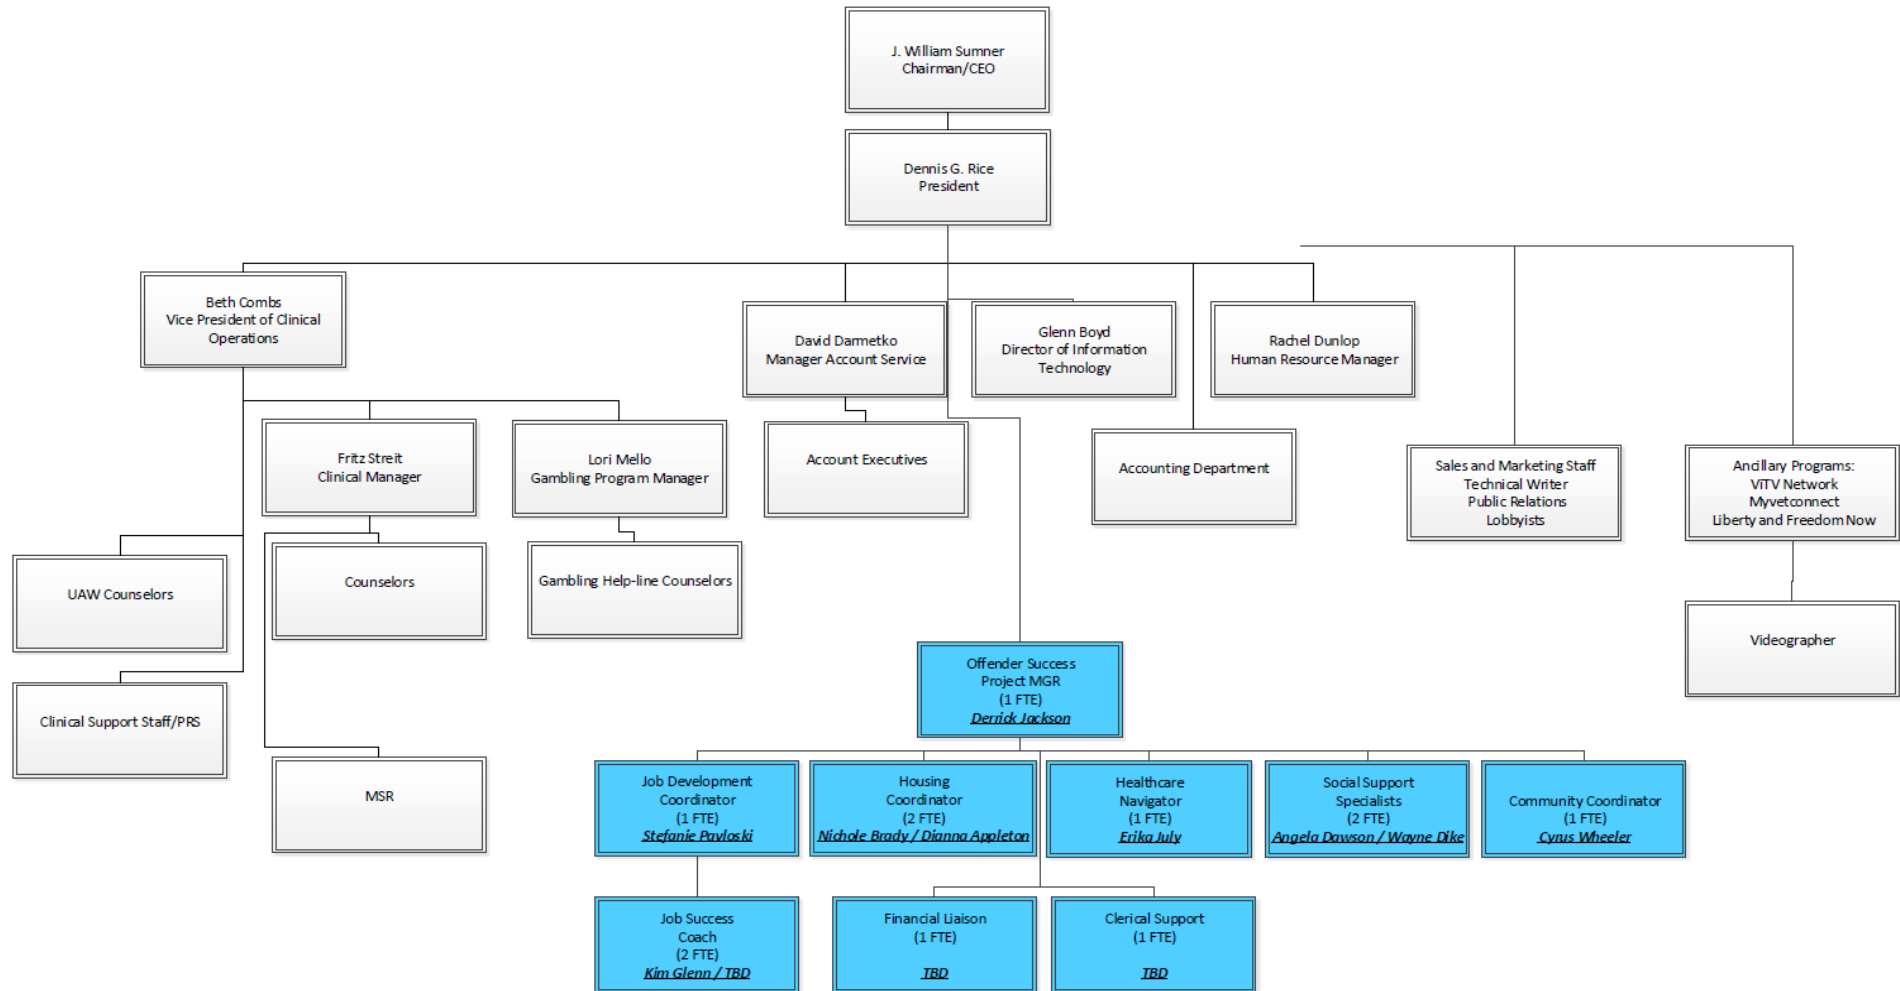 J. William Sumner
Chairman/CEO
Dennis G. Rice
President
Beth Combs
Vice President of Clinical
Operations
David Darmetko
Manager Account Service
Glenn Boyd
Director of Information
Technology
Rachel Dunlop
Human Resource Manager
Fritz Streit
Clinical Manager
Lori Mello
Gambling Program Manager
Account Executives
Accounting Department
Sales and Marketing Staff
Technical Writer
Public Relations
Lobbyists
Ancillary Programs:
ViTV Network
Myvetconnect
Liberty and Freedom Now
UAW Counselors
Counselors
Gambling Help-line Counselors
Videographer
Clinical Support Staff/PRS
MSR
Offender Success
Project MGR
(1 FTE)
Derrick Jackson
Job Development
Coordinator
(1 FTE)
Stefanie Pavloski
Housing
Coordinator
(2 FTE)
Nichole Brady / Dianna Appleton
Healthcare
Navigator
(1 FTE)
Erika July
Social Support
Specialists
(2 FTE)
Angela Dawson / Wayne Dike
Community Coordinator
(1 FTE)
Cyrus Wheeler
Job Success
Coach
(2 FTE)
Kim Glenn / TBD
Financial Liaison
(1 FTE)
TBD
Clerical Support
(1 FTE)
TBD